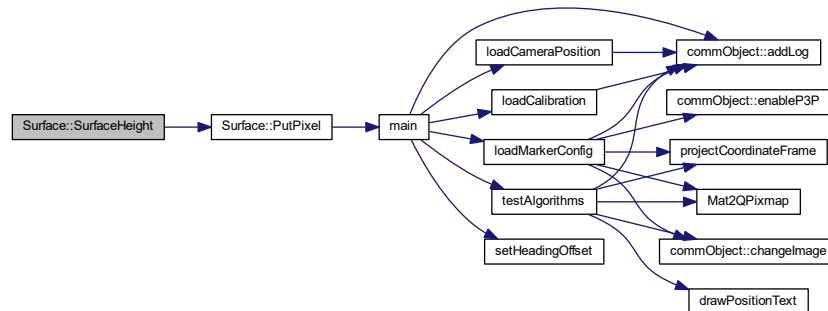 Surface::SurfaceHeight
Surface::PutPixel
main
loadCameraPosition
loadCalibration
loadMarkerConfig
testAlgorithms
setHeadingOffset
commObject::addLog
commObject::enableP3P
projectCoordinateFrame
Mat2QPixmap
commObject::changeImage
drawPositionText